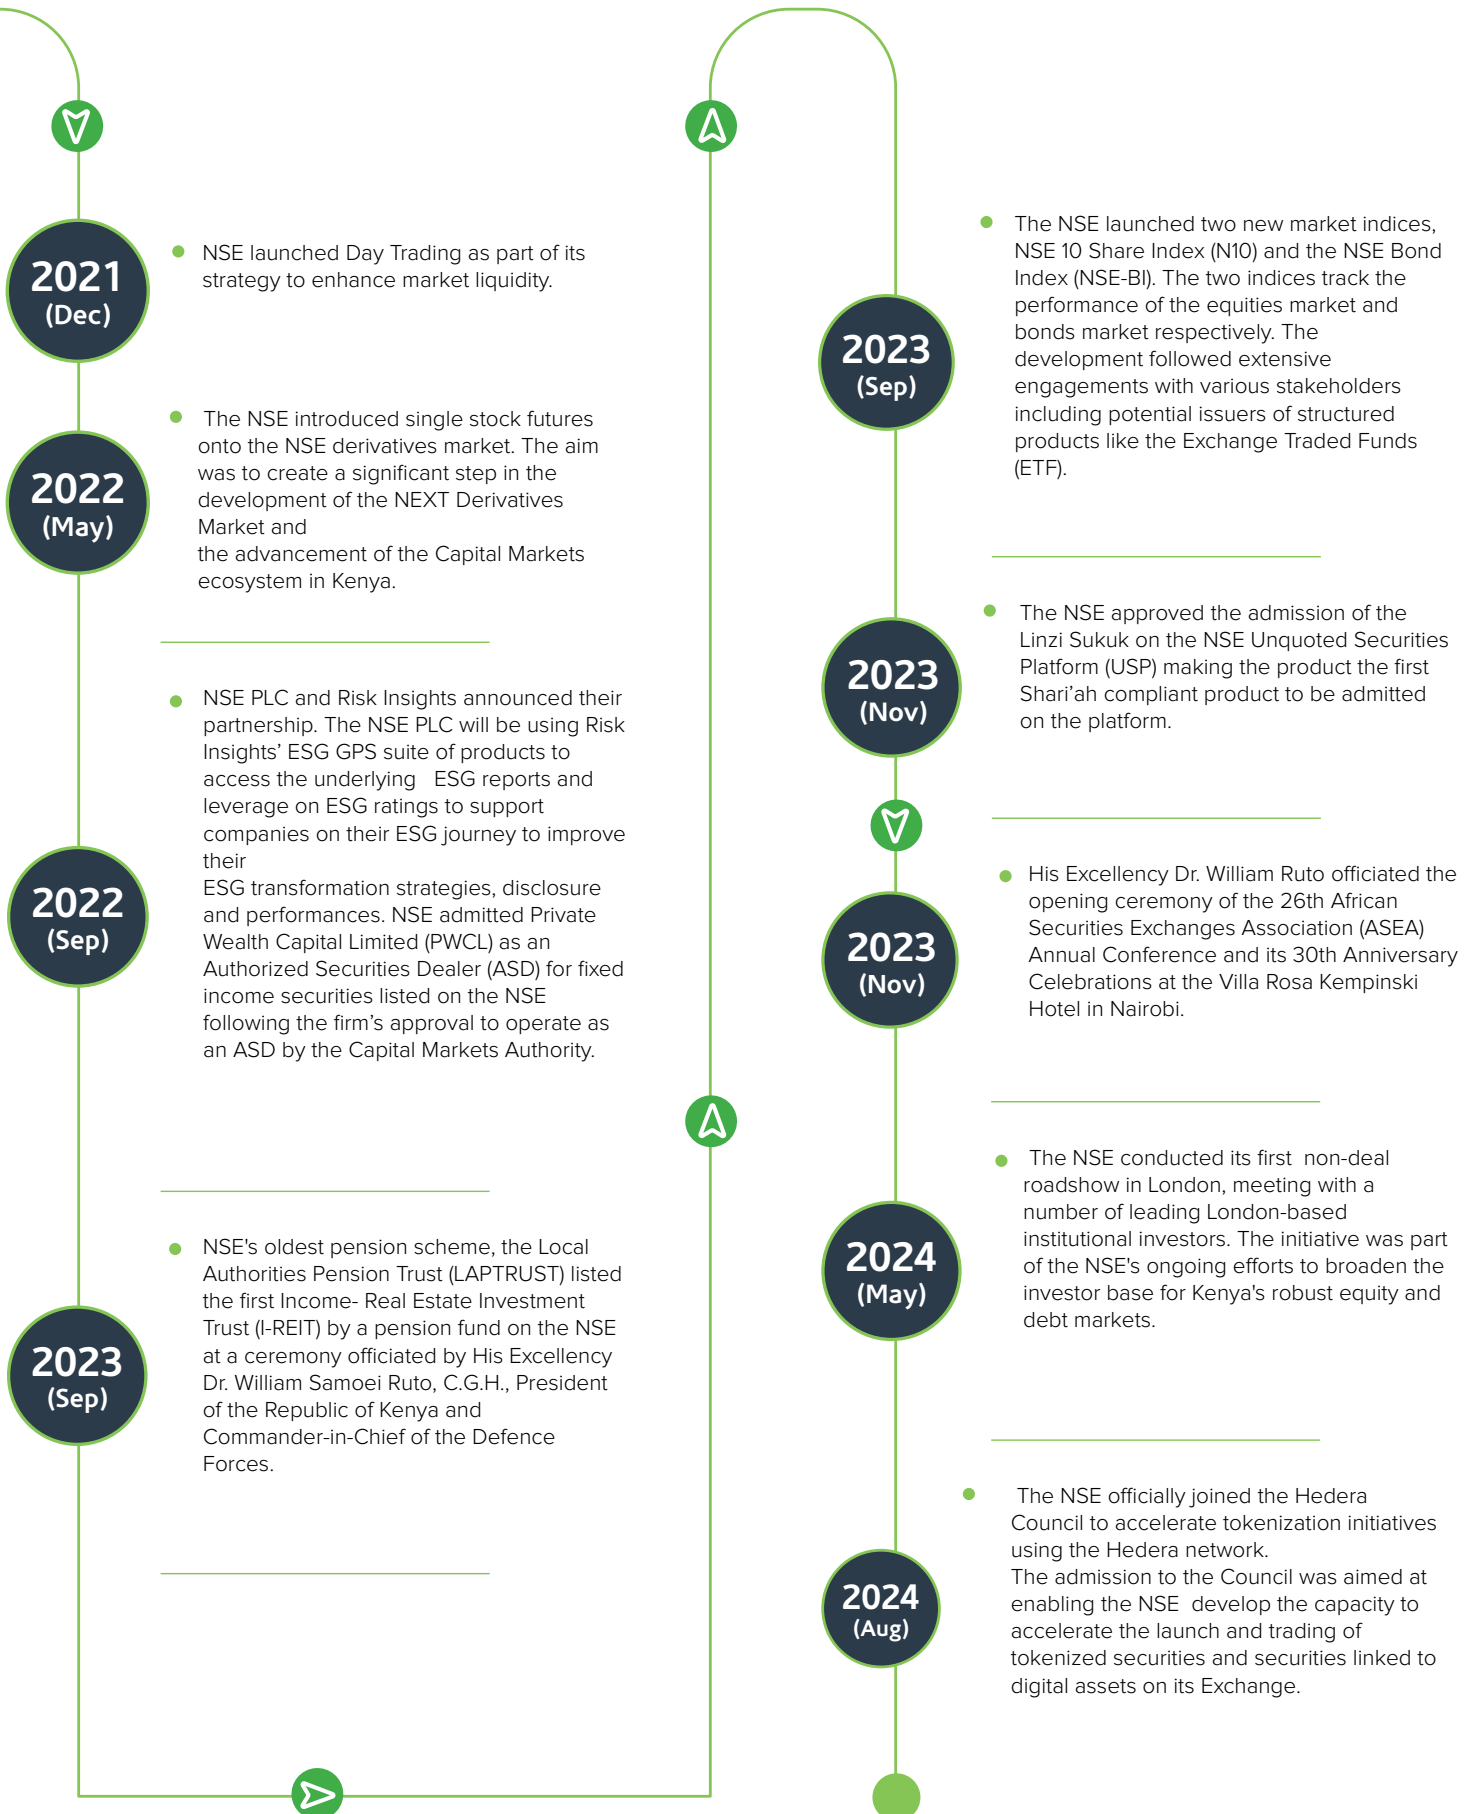 2021
(Dec)
NSE launched Day Trading as part of its
strategy to enhance market liquidity.
2022
(May)
The NSE introduced single stock futures
onto the NSE derivatives market. The aim
was to create a significant step in the
development of the NEXT Derivatives
Market and
the advancement of the Capital Markets
ecosystem in Kenya.
2022
(Sep)
NSE PLC and Risk Insights announced their
partnership. The NSE PLC will be using Risk
Insights’ ESG GPS suite of products to
access the underlying ESG reports and
leverage on ESG ratings to support
companies on their ESG journey to improve
their
ESG transformation strategies, disclosure
and performances. NSE admitted Private
Wealth Capital Limited (PWCL) as an
Authorized Securities Dealer (ASD) for fixed
income securities listed on the NSE
following the firm’s approval to operate as
an ASD by the Capital Markets Authority.
2023
(Sep)
NSE's oldest pension scheme, the Local
Authorities Pension Trust (LAPTRUST) listed
the first Income- Real Estate Investment
Trust (I-REIT) by a pension fund on the NSE
at a ceremony officiated by His Excellency
Dr. William Samoei Ruto, C.G.H., President
of the Republic of Kenya and
Commander-in-Chief of the Defence
Forces.
2023
(Sep)
The NSE launched two new market indices,
NSE 10 Share Index (N10) and the NSE Bond
Index (NSE-BI). The two indices track the
performance of the equities market and
bonds market respectively. The
development followed extensive
engagements with various stakeholders
including potential issuers of structured
products like the Exchange Traded Funds
(ETF).
2023
(Nov)
The NSE approved the admission of the
Linzi Sukuk on the NSE Unquoted Securities
Platform (USP) making the product the first
Shari’ah compliant product to be admitted
on the platform.
2023
(Nov)
His Excellency Dr. William Ruto officiated the
opening ceremony of the 26th African
Securities Exchanges Association (ASEA)
Annual Conference and its 30th Anniversary
Celebrations at the Villa Rosa Kempinski
Hotel in Nairobi.
2024
(May)
The NSE conducted its first non-deal
roadshow in London, meeting with a
number of leading London-based
institutional investors. The initiative was part
of the NSE's ongoing efforts to broaden the
investor base for Kenya's robust equity and
debt markets.
2024
(Aug)
The NSE officially joined the Hedera
Council to accelerate tokenization initiatives
using the Hedera network.
The admission to the Council was aimed at
enabling the NSE develop the capacity to
accelerate the launch and trading of
tokenized securities and securities linked to
digital assets on its Exchange.